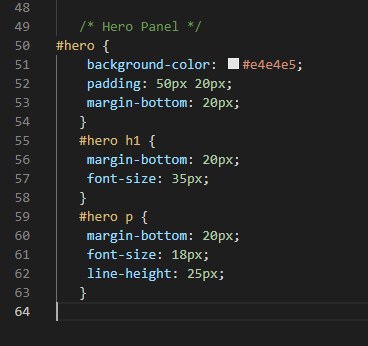 48
49 /* Hero Panel */
50 #hero {
51 background-color: #e4e4e5;
52 padding: 50px 20px;
53 margin-bottom: 20px;
54 }
55 #hero h1 {
56 margin-bottom: 20px;
57 font-size: 35px;
58 }
59 #hero p {
60 margin-bottom: 20px;
61 font-size: 18px;
62 line-height: 25px;
63 }
64